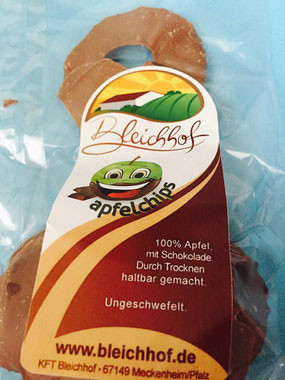 Bleichhof
apfelchips
100% Apfel,
mit Schokolade.
Durch Trocknen
haltbar gemacht.
Ungeschwefelt.
www.bleichhof.de
KFT Bleichhof • 67149 Meckenheim/Pfalz